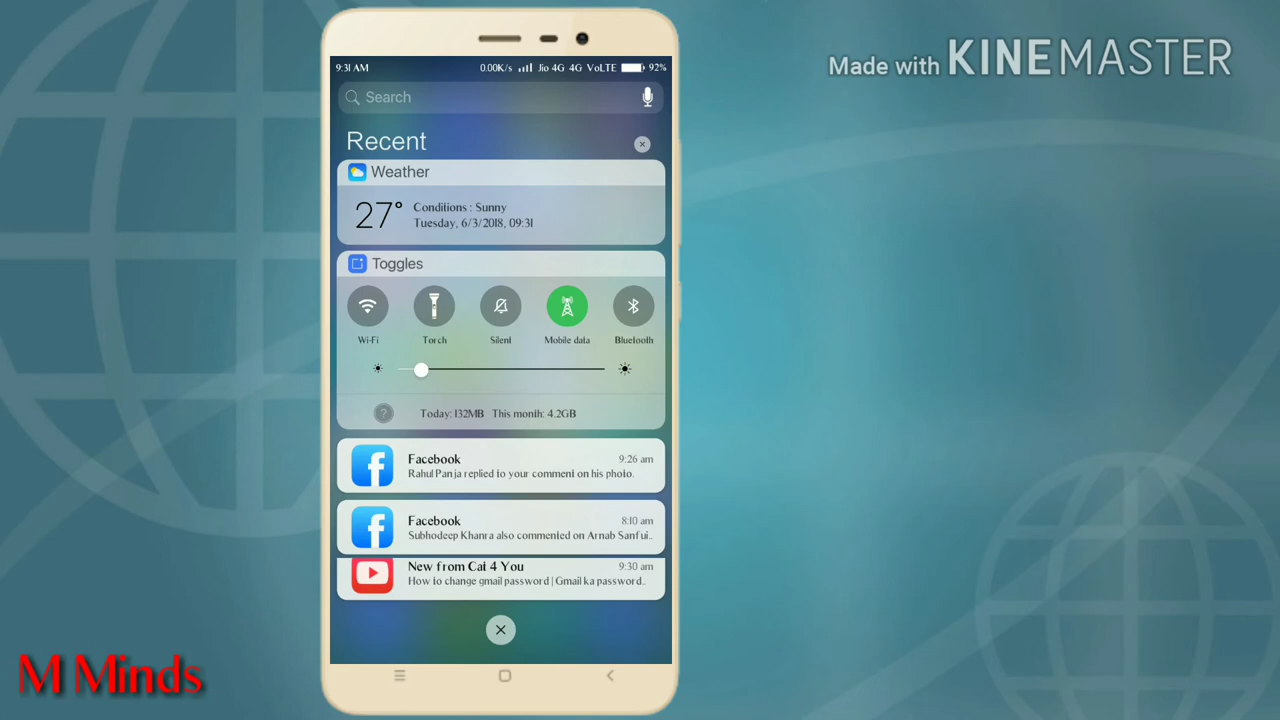 Made with KINEMASTER
9:31 AM 0.00K/s Jio 4G 4G VoLTE 92%
Search
Recent
Weather
27° Conditions : Sunny
Tuesday, 6/3/2018, 09:31
Toggles
Wi-Fi Torch Silent Mobile data Bluetooth
? Today: 132MB This month: 4.2GB
Facebook 9:26 am
Rahul Panja replied to your comment on his photo.
Facebook 8:10 am
Subhodeep Khanra also commented on Arnab Sanfui..
New from Cat 4 You 9:30 am
How to change gmail password | Gmail ka password..
M Minds